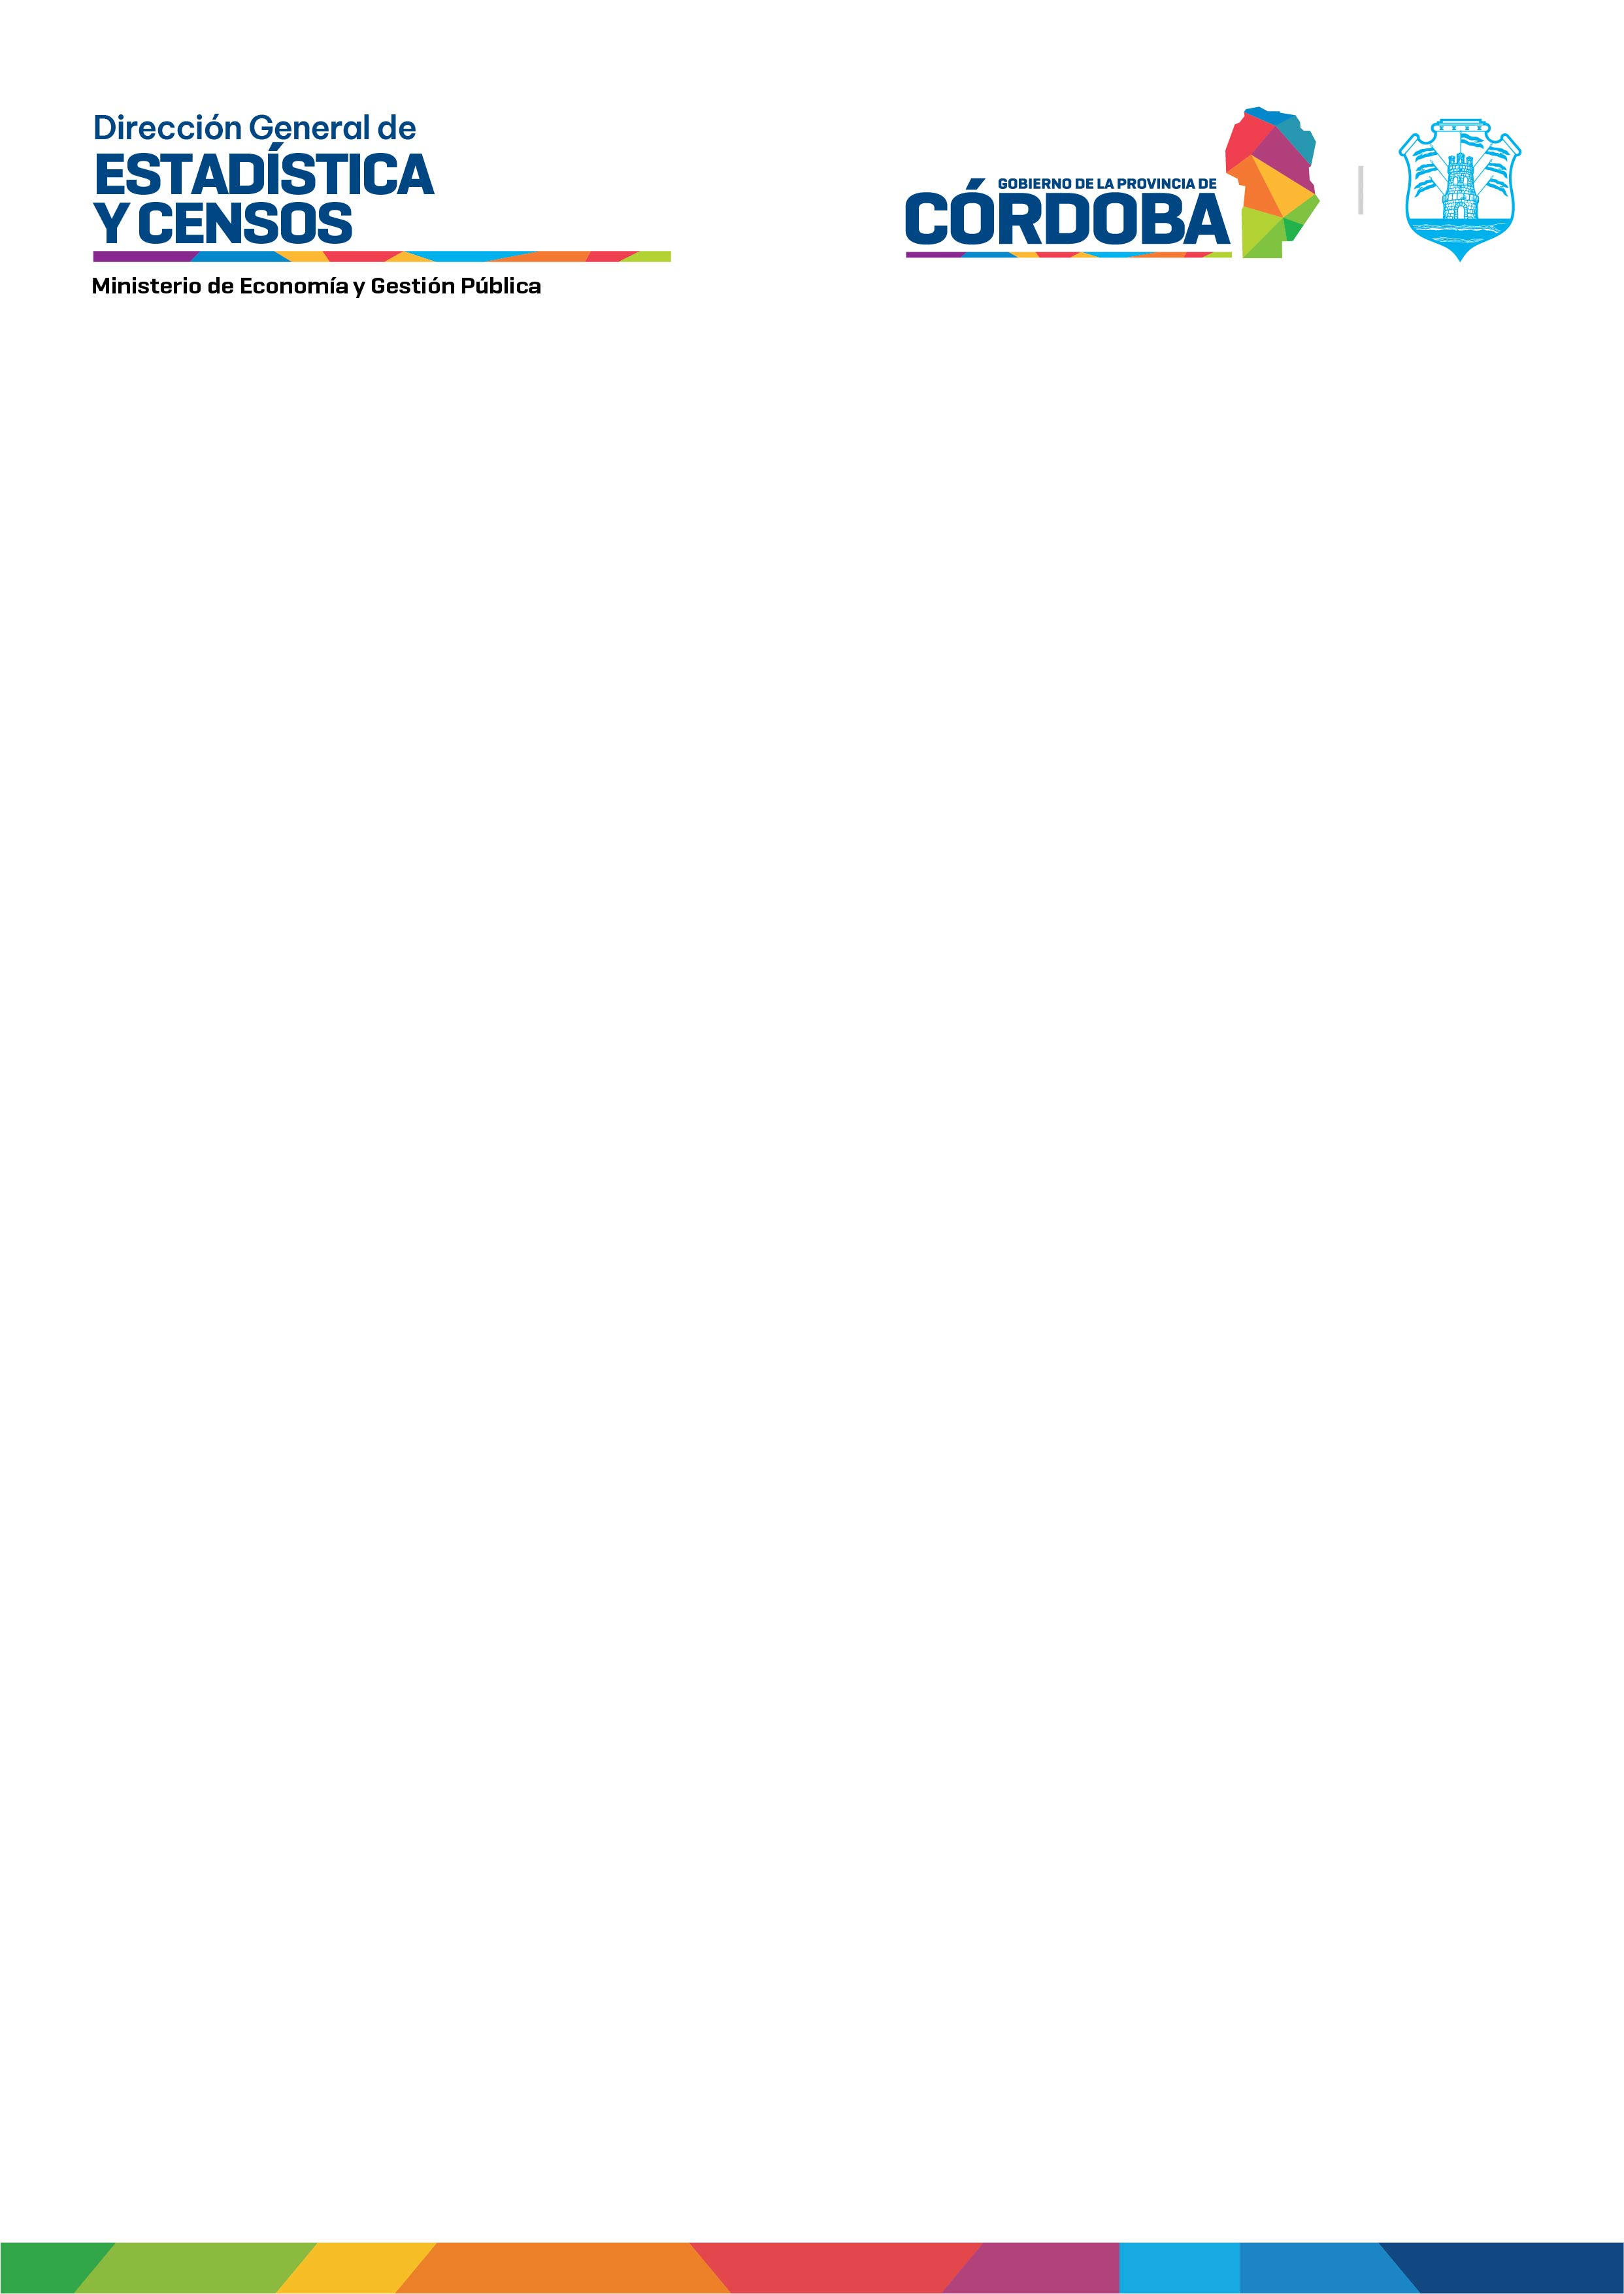 Dirección General de
ESTADÍSTICA
Y CENSOS
Ministerio de Economía y Gestión Pública
GOBIERNO DE LA PROVINCIA DE
CÓRDOBA